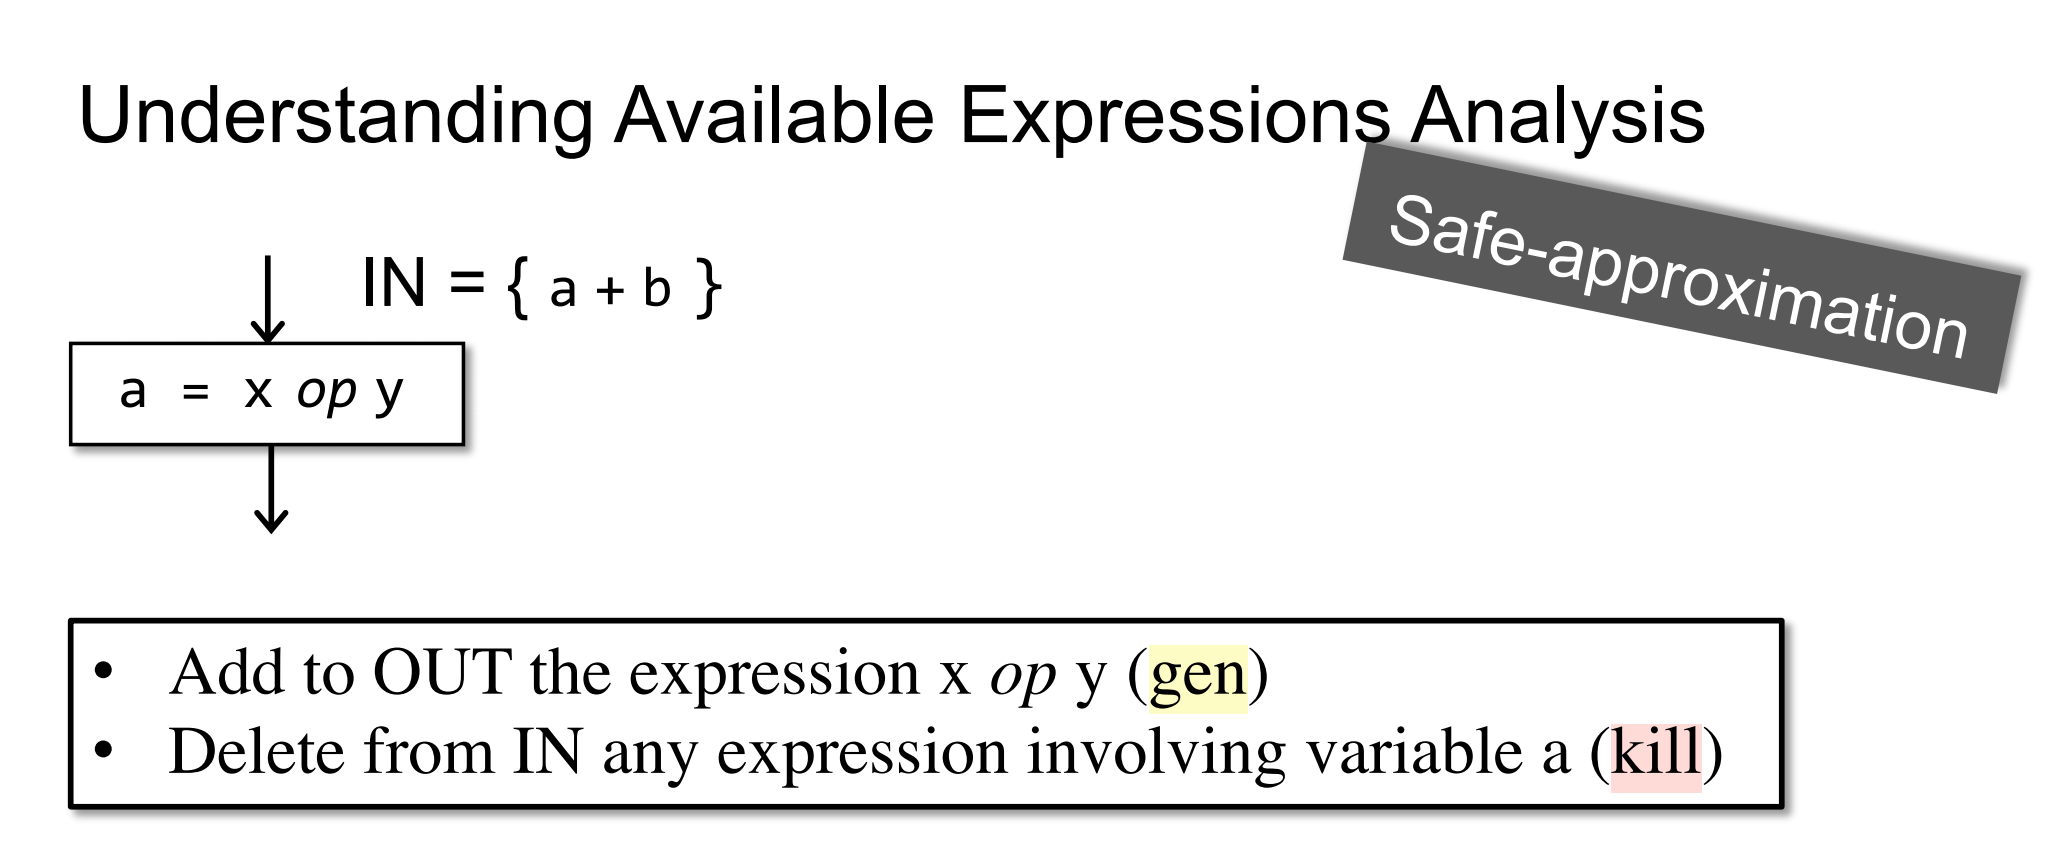 Understanding Available Expressions Analysis
Safe-approximation
IN = { a + b }
a = x op y
• Add to OUT the expression x op y (gen)
• Delete from IN any expression involving variable a (kill)